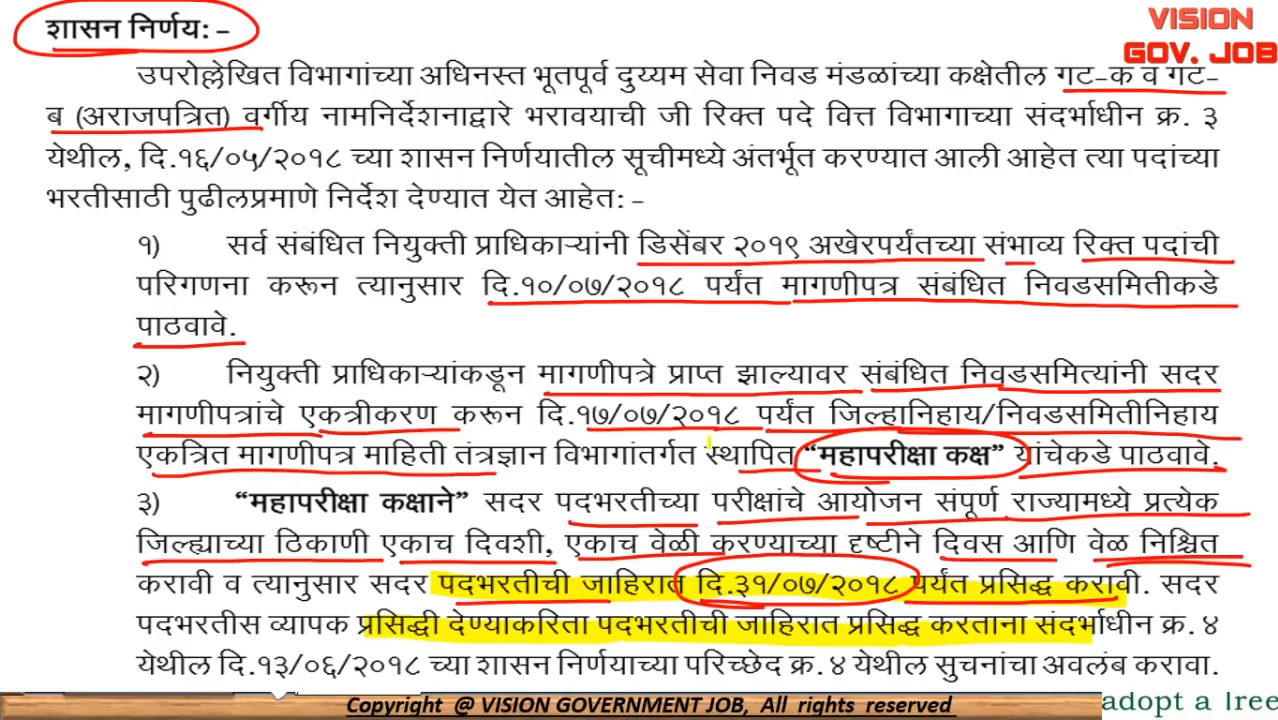 VISION
GOV. JOB
शासन निर्णय:-
उपरोल्लेखित विभागांच्या अधिनस्त भूतपूर्व दुय्यम सेवा निवड मंडळांच्या कक्षेतील गट-क व गट-
ब (अराजपत्रित) वर्गीय नामनिर्देशनाद्वारे भरावयाची जी रिक्त पदे वित्त विभागाच्या संदर्भाधीन क्र. ३
येथील, दि.१६/०५/२०१८ च्या शासन निर्णयातील सूचीमध्ये अंतर्भूत करण्यात आली आहेत त्या पदांच्या
भरतीसाठी पुढीलप्रमाणे निर्देश देण्यात येत आहेत:-
१) सर्व संबंधित नियुक्ती प्राधिकाऱ्यांनी डिसेंबर २०१९ अखेरपर्यंतच्या संभाव्य रिक्त पदांची
परिगणना करून त्यानुसार दि.१०/०७/२०१८ पर्यंत मागणीपत्र संबंधित निवडसमितीकडे
पाठवावे.
२) नियुक्ती प्राधिकाऱ्यांकडून मागणीपत्रे प्राप्त झाल्यावर संबंधित निवडसमित्यांनी सदर
मागणीपत्रांचे एकत्रीकरण करून दि.१७/०७/२०१८ पर्यंत जिल्हानिहाय/निवडसमितीनिहाय
एकत्रित मागणीपत्र माहिती तंत्रज्ञान विभागांतर्गत स्थापित “महापरीक्षा कक्ष” यांचेकडे पाठवावे.
३) “महापरीक्षा कक्षाने” सदर पदभरतीच्या परीक्षांचे आयोजन संपूर्ण राज्यामध्ये प्रत्येक
जिल्ह्याच्या ठिकाणी एकाच दिवशी, एकाच वेळी करण्याच्या दृष्टीने दिवस आणि वेळ निश्चित
करावी व त्यानुसार सदर पदभरतीची जाहिरात दि.३१/०७/२०१८ पर्यंत प्रसिद्ध करावी. सदर
पदभरतीस व्यापक प्रसिद्धी देण्याकरिता पदभरतीची जाहिरात प्रसिद्ध करताना संदर्भाधीन क्र. ४
येथील दि.१३/०६/२०१८ च्या शासन निर्णयाच्या परिच्छेद क्र. ४ येथील सुचनांचा अवलंब करावा.
Copyright @ VISION GOVERNMENT JOB, All rights reserved
adopt a Tree